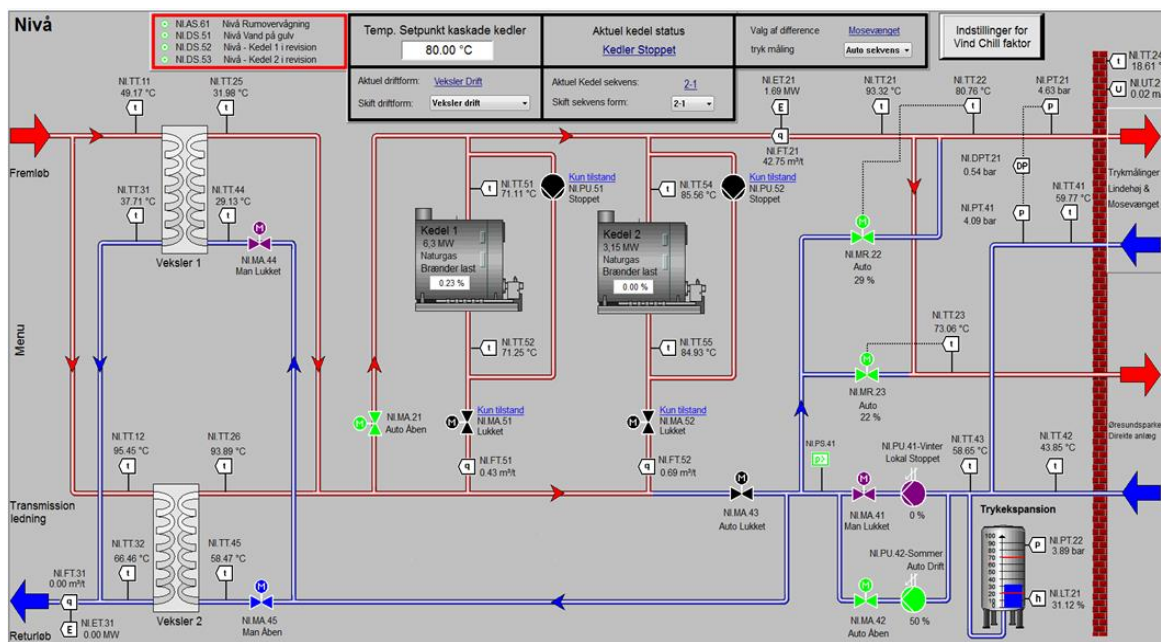 Nivå
NI.AS.61 Nivå Rumovervågning
NI.DS.51 Nivå Vand på gulv
NI.DS.52 Nivå - Kedel 1 i revision
NI.DS.53 Nivå - Kedel 2 i revision
Temp. Setpunkt kaskade kedler
80.00 °C
Aktuel driftform: Veksler Drift
Skift driftform: Veksler drift
Aktuel kedel status
Kedler Stoppet
Aktuel Kedel sekvens: 2-1
Skift sekvens form: 2-1
Valg af difference Mosevænget
tryk måling Auto sekvens
Indstillinger for
Vind Chill faktor
NI.TT.24
18.61 °
t
NI.UT.2
0.02 m/
U
NI.TT.11
49.17 °C
t
NI.TT.25
31.98 °C
t
NI.ET.21
1.69 MW
E
q
NI.FT.21
42.75 m³/t
NI.TT.21
93.32 °C
t
NI.TT.22
80.76 °C
t
NI.PT.21
4.63 bar
p
Fremløb
NI.TT.31
37.71 °C
t
NI.TT.44
29.13 °C
t
Veksler 1
M
NI.MA.44
Man Lukket
t
NI.TT.51
71.11 °C
Kun tilstand
NI.PU.51
Stoppet
t
NI.TT.54
85.56 °C
Kun tilstand
NI.PU.52
Stoppet
NI.DPT.21
0.54 bar
DP
NI.PT.41
4.09 bar
p
NI.TT.41
59.77 °C
t
Trykmålinger
Lindehøj &
Mosevænget
Kedel 1
6,3 MW
Naturgas
Brænder last
0.23 %
Kedel 2
3,15 MW
Naturgas
Brænder last
0.00 %
M
NI.MR.22
Auto
29 %
Menu
t
NI.TT.52
71.25 °C
t
NI.TT.55
84.93 °C
NI.TT.23
73.06 °C
t
M
NI.MR.23
Auto
22 %
M
NI.MA.21
Auto Åben
M
Kun tilstand
NI.MA.51
Lukket
M
Kun tilstand
NI.MA.52
Lukket
Øresundsparke
Direkte anlæg
NI.TT.12
95.45 °C
t
NI.TT.26
93.89 °C
t
q
NI.FT.51
0.43 m³/t
q
NI.FT.52
0.69 m³/t
NI.PS.41
NI.PU.41-Vinter
Lokal Stoppet
NI.TT.43
58.65 °C
t
NI.TT.42
43.85 °C
t
Transmission
ledning
M
NI.MA.43
Auto Lukket
M
NI.MA.41
Man Lukket
0 %
Trykekspansion
NI.TT.32
66.46 °C
t
NI.TT.45
58.47 °C
t
NI.PU.42-Sommer
Auto Drift
100
90
80
70
60
50
40
30
20
10
0
p
NI.PT.22
3.89 bar
h
NI.LT.21
31.12 %
NI.FT.31
0.00 m³/t
q
E
NI.ET.31
0.00 MW
Returløb
Veksler 2
M
NI.MA.45
Man Åben
M
NI.MA.42
Auto Åben
50 %